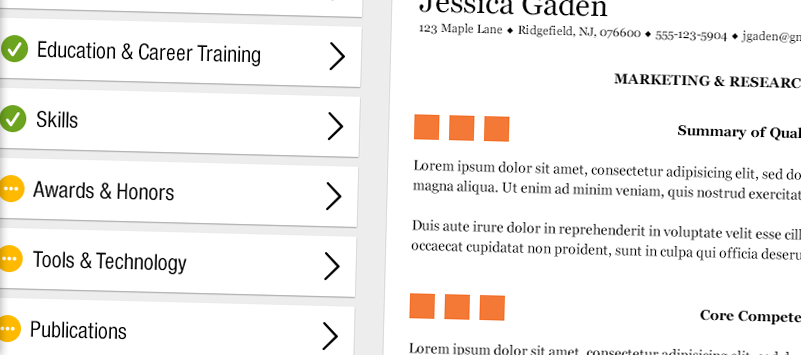 Education & Career Training
Skills
Awards & Honors
Tools & Technology
Publications
Jessica Gaden
123 Maple Lane ◆ Ridgefield, NJ, 076600 ◆ 555-123-5904 ◆ jgaden@gm
MARKETING & RESEARC
Summary of Qual
Lorem ipsum dolor sit amet, consectetur adipisicing elit, sed do
magna aliqua. Ut enim ad minim veniam, quis nostrud exercitat
Duis aute irure dolor in reprehenderit in voluptate velit esse cill
occaecat cupidatat non proident, sunt in culpa qui officia deseru
Core Compete
Lorem ipsum dolor sit amet, consectetur adipisicing elit, sed do